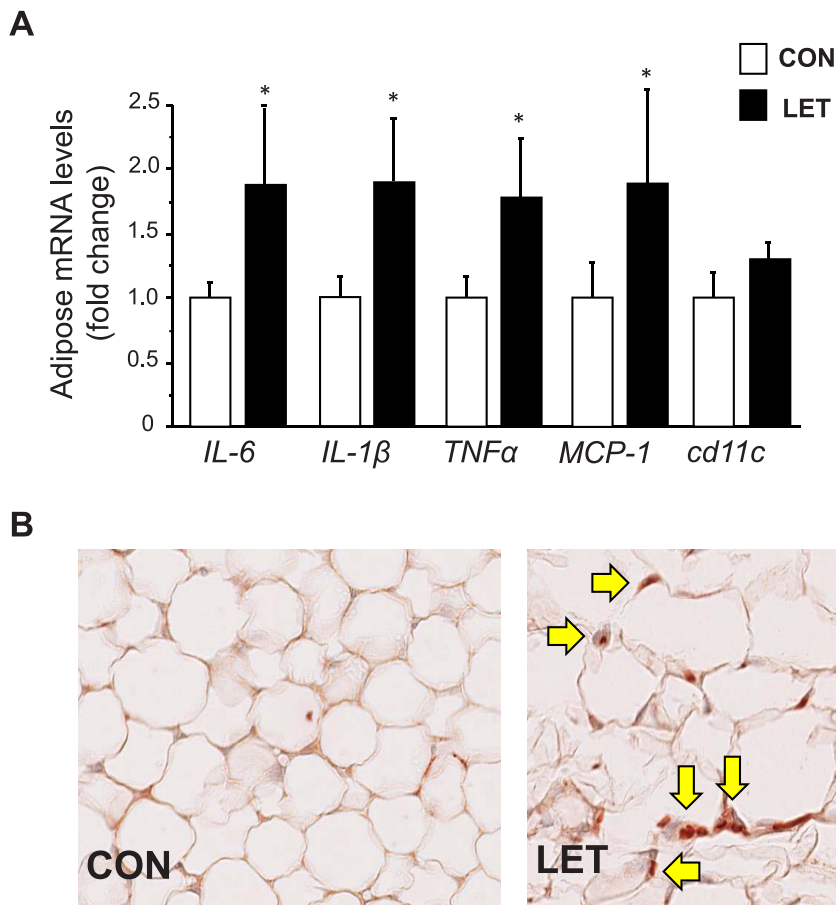 A
CON
LET
Adipose mRNA levels
(fold change)
2.5
2.0
1.5
1.0
0.5
0
* * * *
IL-6 IL-1β TNFα MCP-1 cd11c
B
CON LET